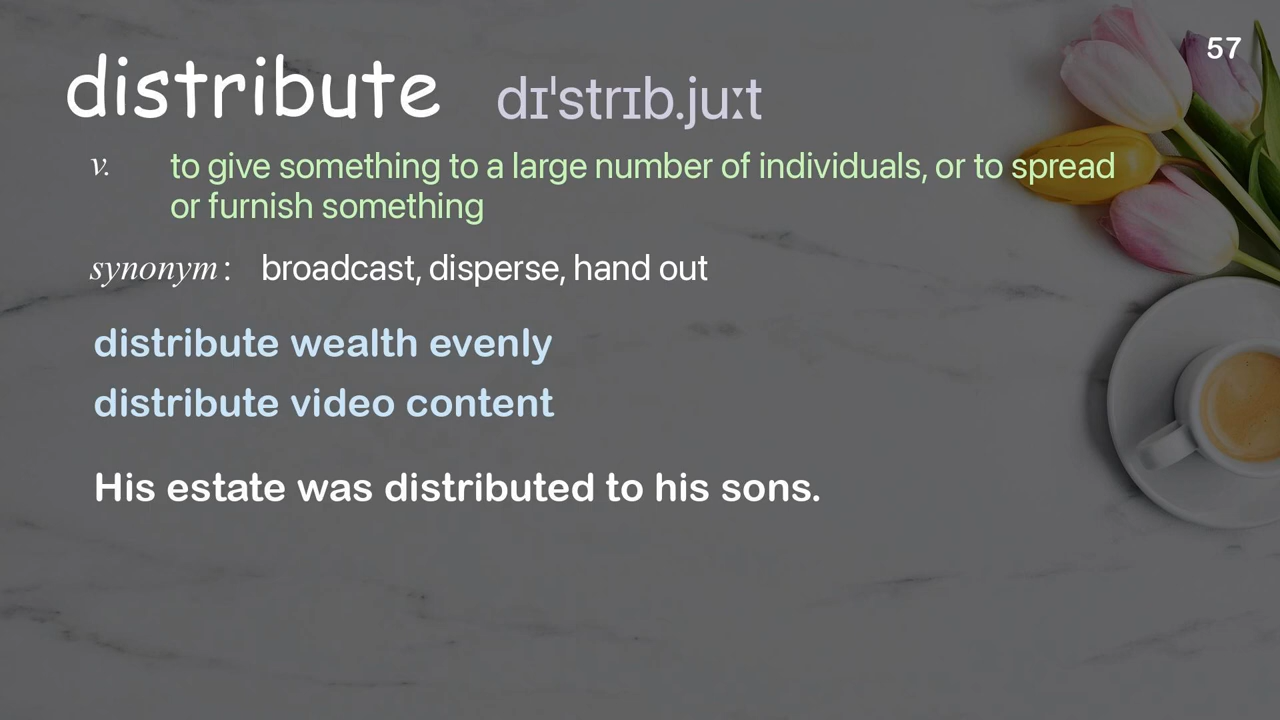 57
distribute dɪˈstrɪb.juːt
v. to give something to a large number of individuals, or to spread
or furnish something
synonym : broadcast, disperse, hand out
distribute wealth evenly
distribute video content
His estate was distributed to his sons.